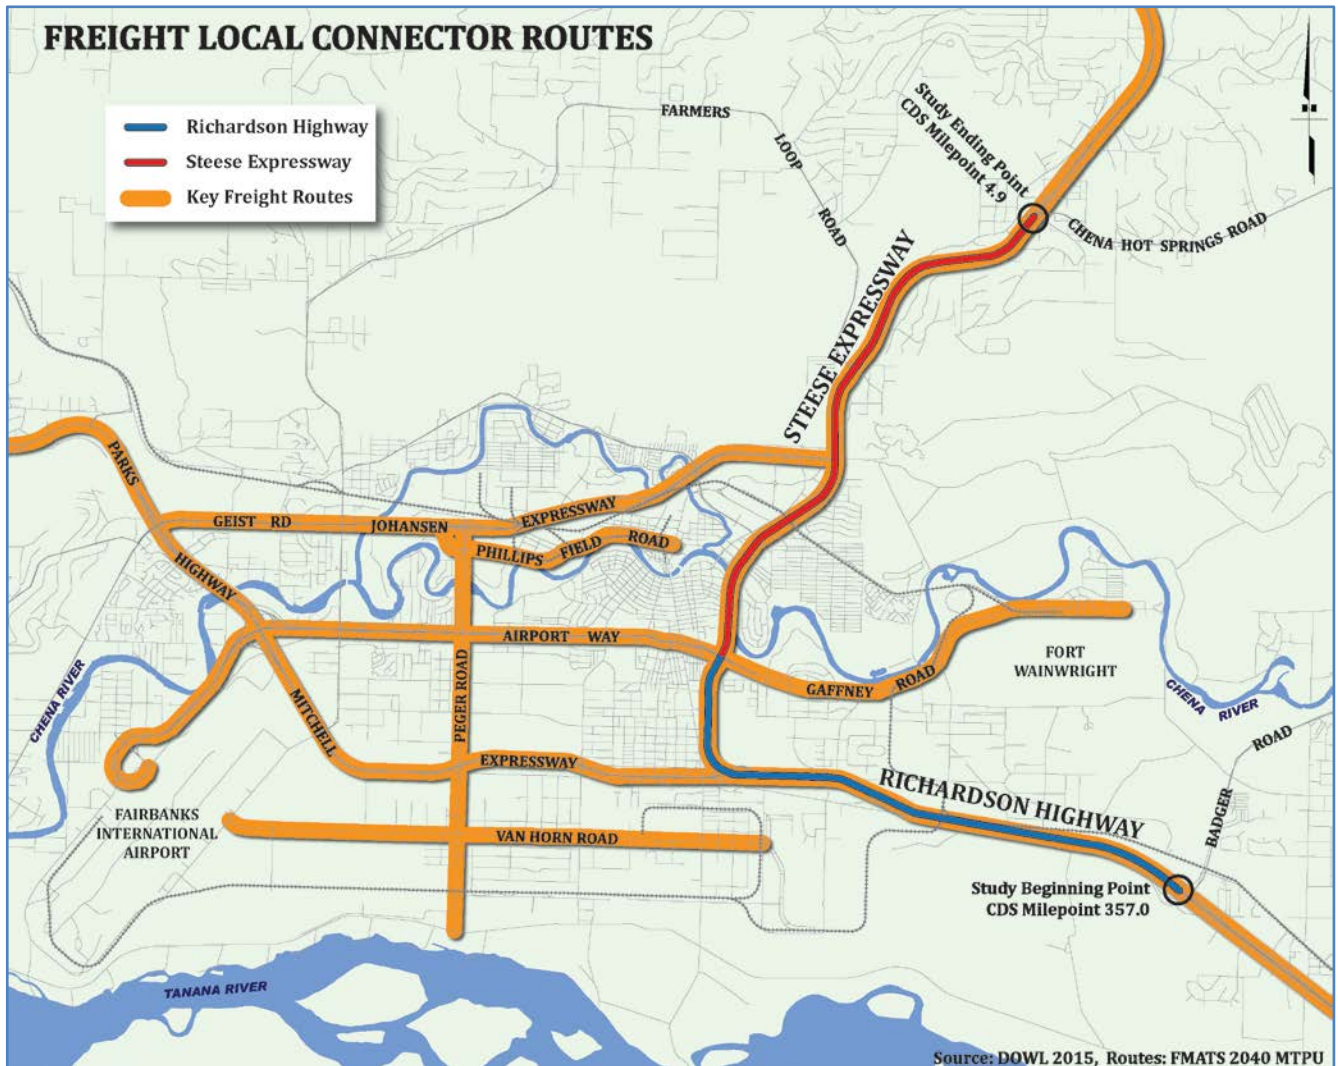 FREIGHT LOCAL CONNECTOR ROUTES
Richardson Highway
Steese Expressway
Key Freight Routes
FARMERS
LOOP
ROAD
Study Ending Point
CDS Milepoint 4.9
CHENA HOT SPRINGS ROAD
STEESE EXPRESSWAY
PARKS
HIGHWAY
GEIST RD
JOHANSEN
EXPRESSWAY
PHILLIPS FIELD ROAD
AIRPORT WAY
PEGER ROAD
GAFFNEY ROAD
FORT
WAINWRIGHT
CHENA RIVER
CHENA RIVER
MITCHELL
EXPRESSWAY
RICHARDSON HIGHWAY
BADGER
ROAD
FAIRBANKS
INTERNATIONAL
AIRPORT
VAN HORN ROAD
Study Beginning Point
CDS Milepoint 357.0
TANANA RIVER
Source: DOWL 2015, Routes: FMATS 2040 MTPU